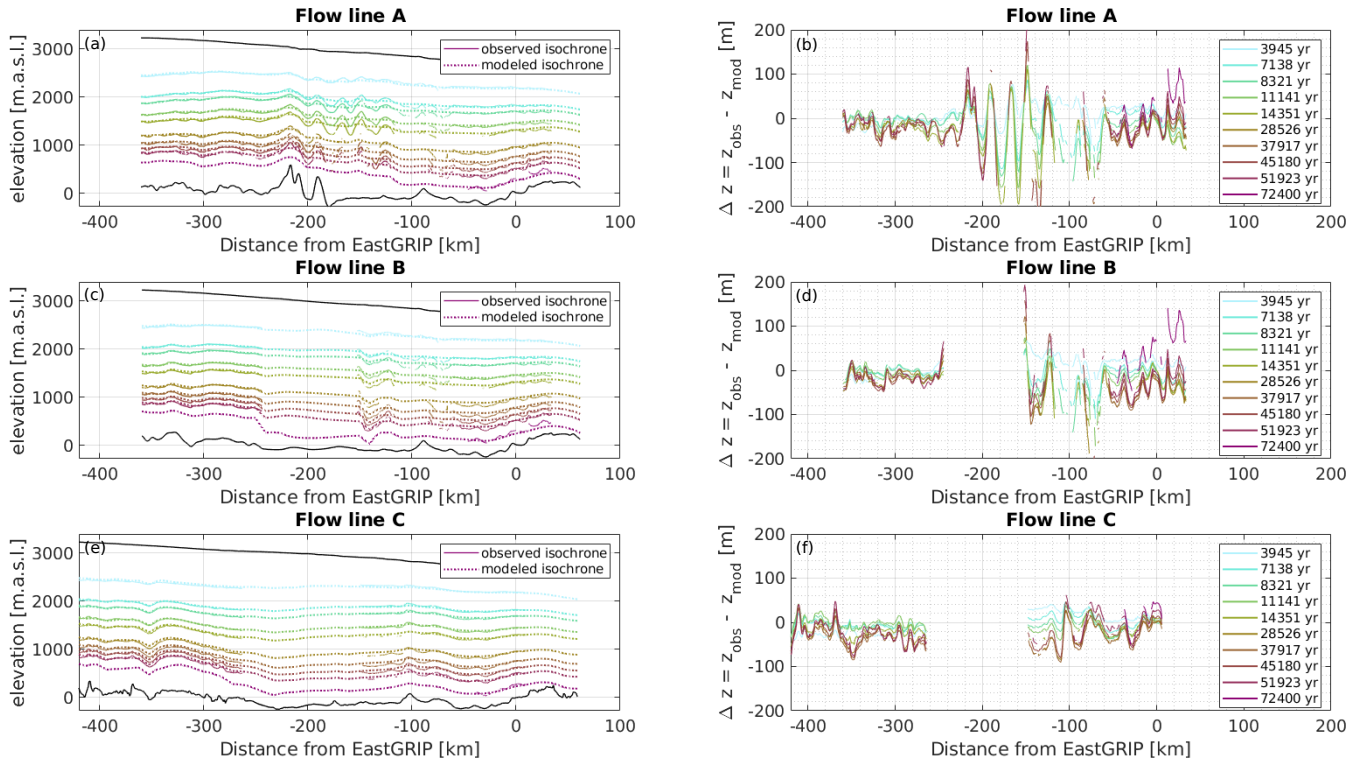 Flow line A
(a)
elevation [m.a.s.l.]
3000
2000
1000
0
observed isochrone
modeled isochrone
-400
-300
-200
-100
0
100
Distance from EastGRIP [km]
Flow line A
(b)
Δ z = z_obs - z_mod [m]
200
100
0
-100
-200
3945 yr
7138 yr
8321 yr
11141 yr
14351 yr
28526 yr
37917 yr
45180 yr
51923 yr
72400 yr
-400
-300
-200
-100
0
100
200
Distance from EastGRIP [km]
Flow line B
(c)
elevation [m.a.s.l.]
3000
2000
1000
0
observed isochrone
modeled isochrone
-400
-300
-200
-100
0
100
Distance from EastGRIP [km]
Flow line B
(d)
Δ z = z_obs - z_mod [m]
200
100
0
-100
-200
3945 yr
7138 yr
8321 yr
11141 yr
14351 yr
28526 yr
37917 yr
45180 yr
51923 yr
72400 yr
-400
-300
-200
-100
0
100
200
Distance from EastGRIP [km]
Flow line C
(e)
elevation [m.a.s.l.]
3000
2000
1000
0
observed isochrone
modeled isochrone
-400
-300
-200
-100
0
100
Distance from EastGRIP [km]
Flow line C
(f)
Δ z = z_obs - z_mod [m]
200
100
0
-100
-200
3945 yr
7138 yr
8321 yr
11141 yr
14351 yr
28526 yr
37917 yr
45180 yr
51923 yr
72400 yr
-400
-300
-200
-100
0
100
200
Distance from EastGRIP [km]